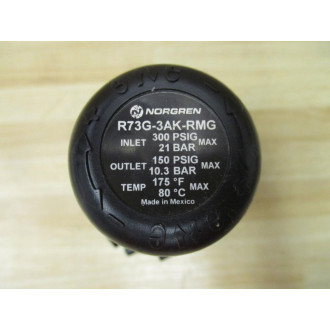 NORGREN
R73G-3AK-RMG
INLET 300 PSIG MAX
21 BAR
OUTLET 150 PSIG MAX
10.3 BAR
TEMP 175 °F MAX
80 °C
Made in Mexico